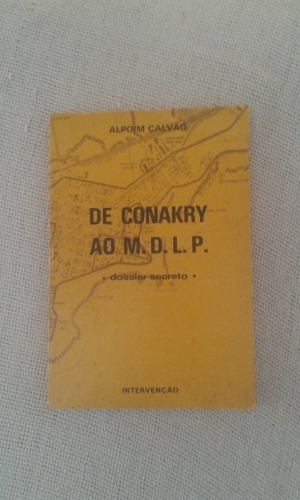 ALPOIM CALVÃO
DE CONAKRY
AO M. D. L. P.
• dossier secreto •
INTERVENÇÃO